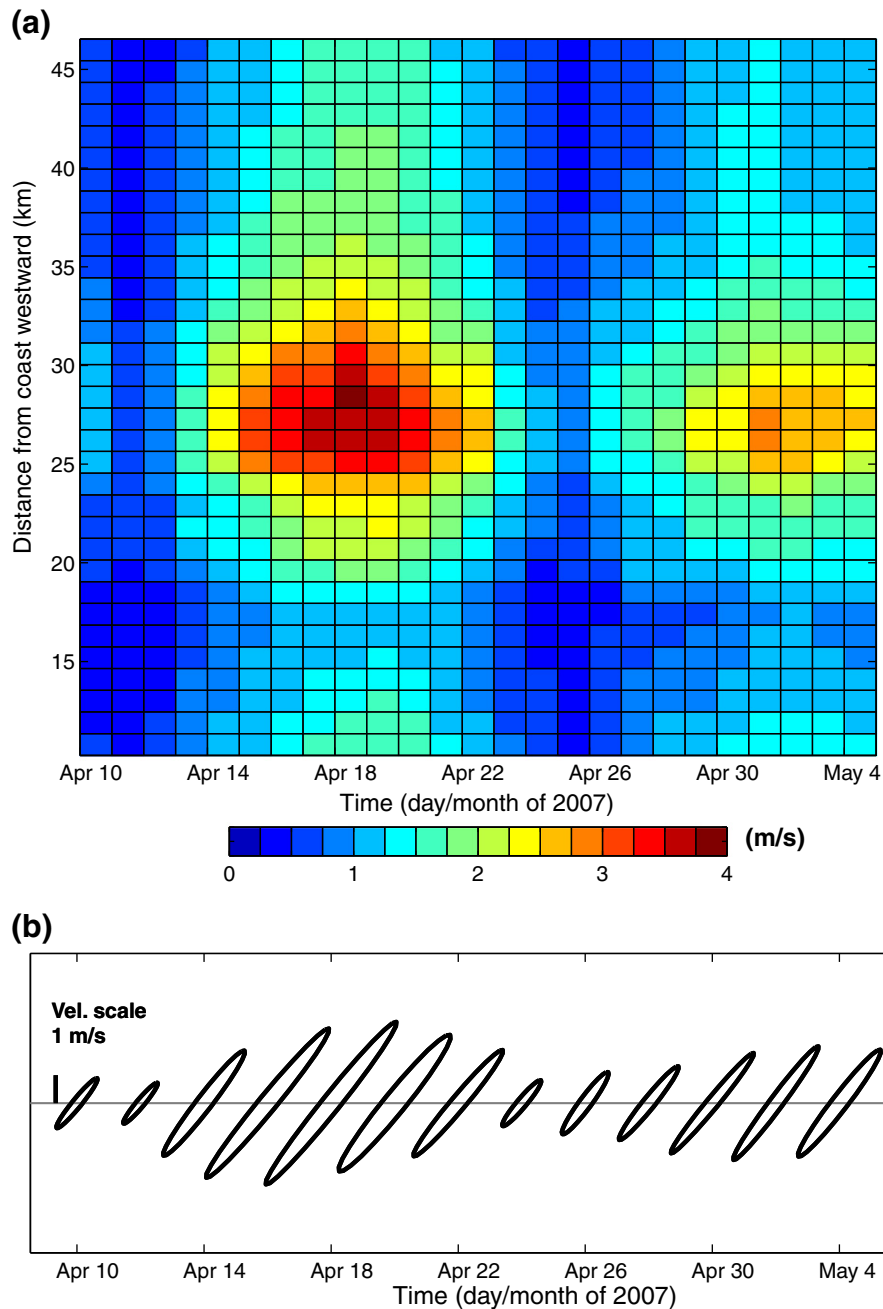 (a)
45
40
35
30
25
20
15
Distance from coast westward (km)
Apr 10 Apr 14 Apr 18 Apr 22 Apr 26 Apr 30 May 4
Time (day/month of 2007)
0 1 2 3 4
(m/s)
(b)
Vel. scale
1 m/s
Apr 10 Apr 14 Apr 18 Apr 22 Apr 26 Apr 30 May 4
Time (day/month of 2007)